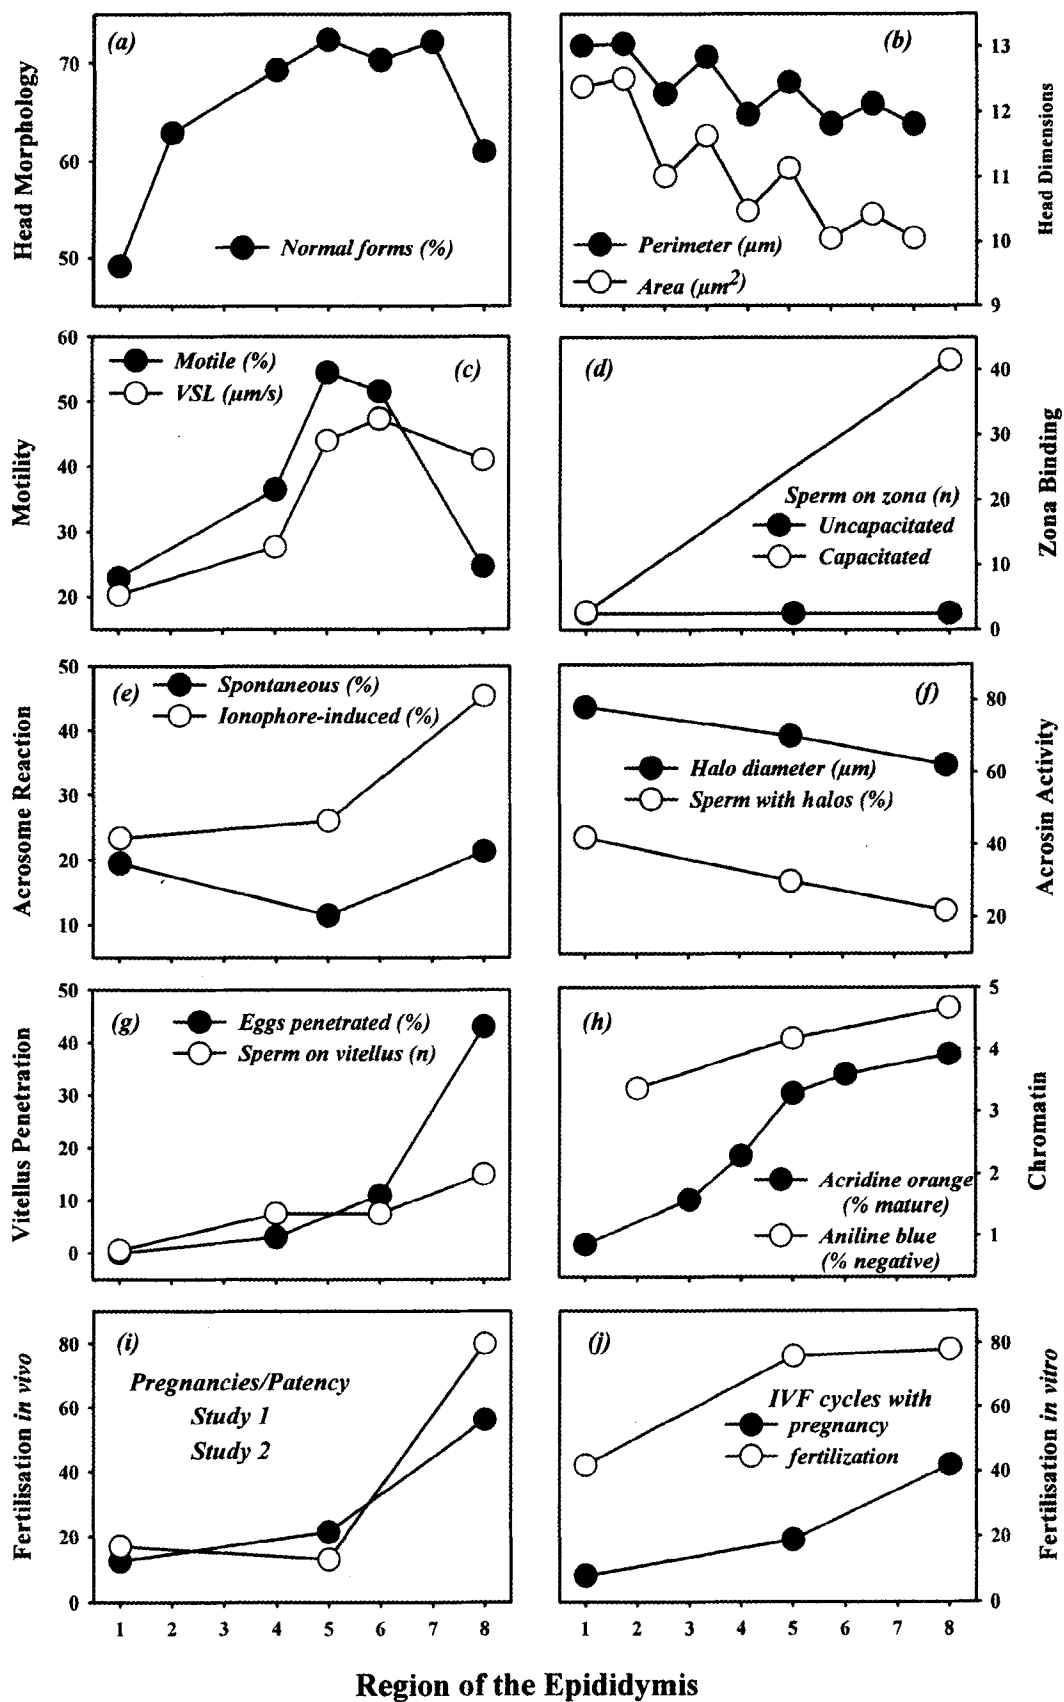 (a)
Head Morphology
70
60
50
Normal forms (%)
(b)
Head Dimensions
13
12
11
10
9
Perimeter (µm)
Area (µm2)
(c)
Motility
60
50
40
30
20
Motile (%)
VSL (µm/s)
(d)
Zona Binding
40
30
20
10
0
Sperm on zona (n)
Uncapacitated
Capacitated
(e)
Acrosome Reaction
50
40
30
20
10
Spontaneous (%)
Ionophore-induced (%)
(f)
Acrosin Activity
80
60
40
20
Halo diameter (µm)
Sperm with halos (%)
(g)
Vitellus Penetration
50
40
30
20
10
0
Eggs penetrated (%)
Sperm on vitellus (n)
(h)
Chromatin
5
4
3
2
1
Acridine orange
(% mature)
Aniline blue
(% negative)
(i)
Fertilisation in vivo
80
60
40
20
0
Pregnancies/Patency
Study 1
Study 2
1 2 3 4 5 6 7 8
(j)
Fertilisation in vitro
80
60
40
20
0
IVF cycles with
pregnancy
fertilization
1 2 3 4 5 6 7 8
Region of the Epididymis